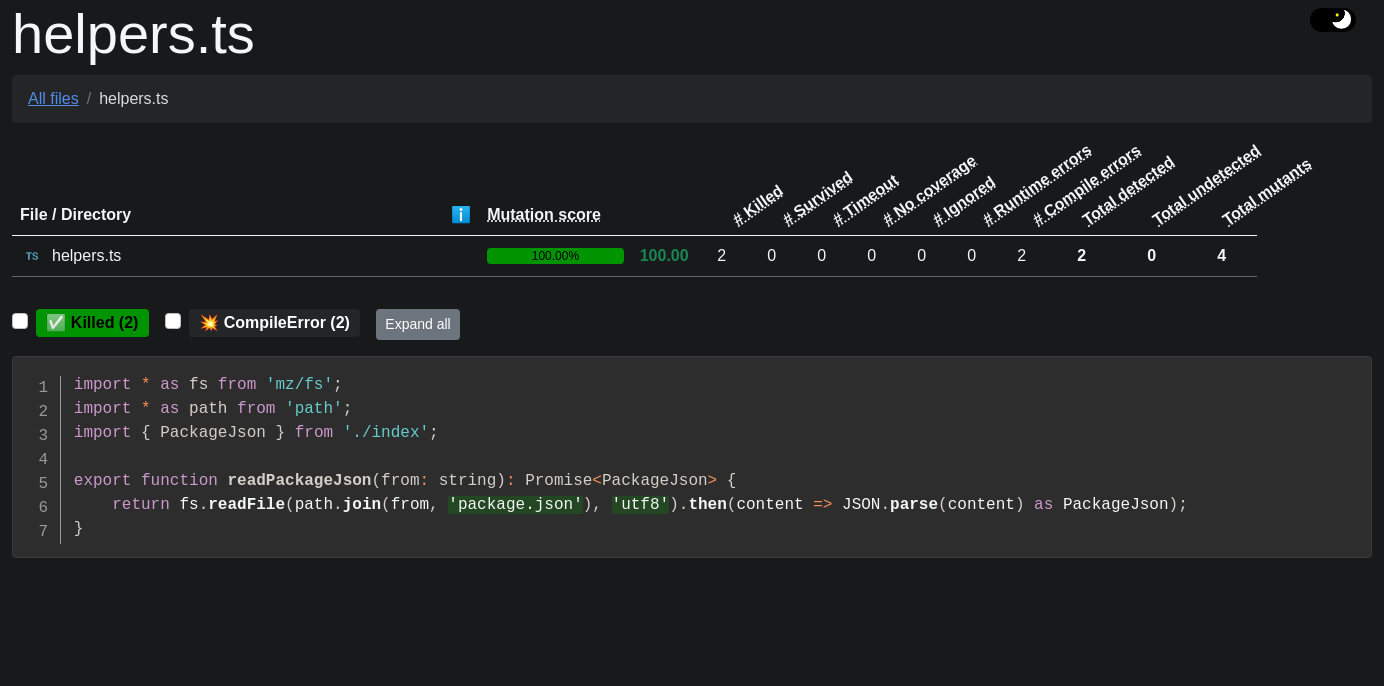 helpers.ts
All files / helpers.ts
File / Directory ℹ️ Mutation score # Killed # Survived # Timeout # No coverage # Ignored # Runtime errors # Compile errors Total detected Total undetected Total mutants
TS helpers.ts 100.00% 100.00 2 0 0 0 0 0 2 2 0 4
✅ Killed (2) 💥 CompileError (2) Expand all
1 import * as fs from 'mz/fs';
2 import * as path from 'path';
3 import { PackageJson } from './index';
4
5 export function readPackageJson(from: string): Promise<PackageJson> {
6     return fs.readFile(path.join(from, 'package.json'), 'utf8').then(content => JSON.parse(content) as PackageJson);
7 }